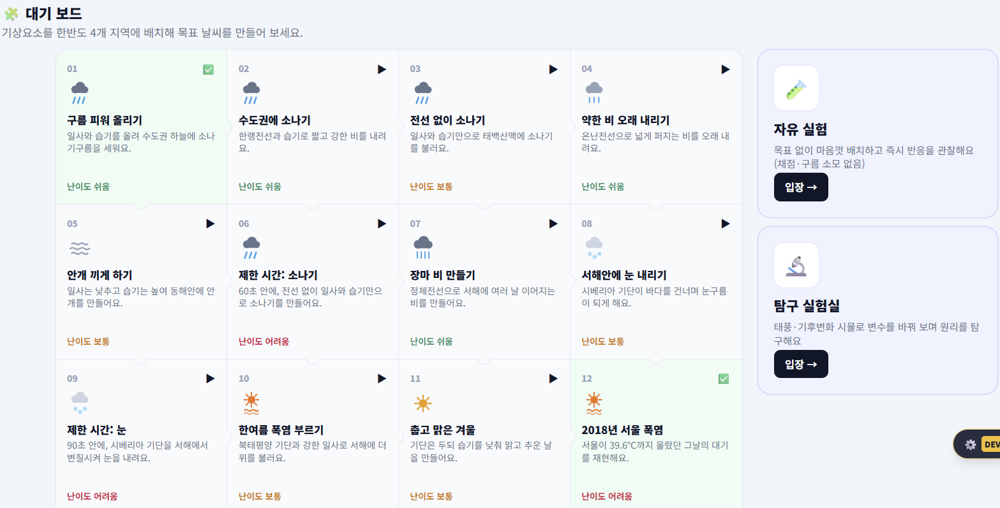 대기 보드
기상요소를 한반도 4개 지역에 배치해 목표 날씨를 만들어 보세요.
01
구름 피워 올리기
일사와 습기를 올려 수도권 하늘에 소나
기구름을 세워요.
난이도 쉬움
02
수도권에 소나기
한랭전선과 습기로 짧고 강한 비를 내려
요.
난이도 쉬움
03
전선 없이 소나기
일사와 습기만으로 태백산맥에 소나기
를 불러요.
난이도 보통
04
약한 비 오래 내리기
온난전선으로 넓게 퍼지는 비를 오래 내
려요.
난이도 쉬움
05
안개 끼게 하기
일사는 낮추고 습기는 높여 동해안에 안
개를 만들어요.
난이도 보통
06
제한 시간: 소나기
60초 안에, 전선 없이 일사와 습기만으
로 소나기를 만들어요.
난이도 어려움
07
장마 비 만들기
정체전선으로 서해에 여러 날 이어지는
비를 만들어요.
난이도 쉬움
08
서해안에 눈 내리기
시베리아 기단이 바다를 건너며 눈구름
이 되게 해요.
난이도 보통
09
제한 시간: 눈
90초 안에, 시베리아 기단을 서해에서
변질시켜 눈을 내려요.
난이도 어려움
10
한여름 폭염 부르기
북태평양 기단과 강한 일사로 서해에 더
위를 불러요.
난이도 보통
11
춥고 맑은 겨울
기단은 두되 습기를 낮춰 맑고 추운 날
을 만들어요.
난이도 보통
12
2018년 서울 폭염
서울이 39.6℃까지 올랐던 그날의 대기
를 재현해요.
난이도 어려움
자유 실험
목표 없이 마음껏 배치하고 즉시 반응을 관찰해요
(채점·구름 소모 없음)
입장 →
탐구 실험실
태풍·기후변화 시뮬로 변수를 바꿔 보며 원리를 탐
구해요
입장 →
DEV